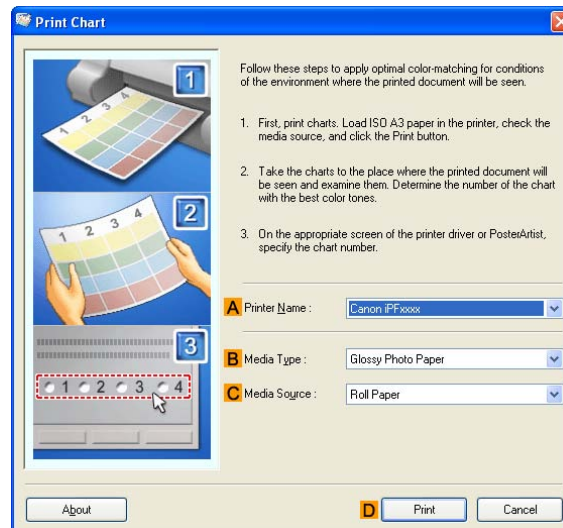 Print Chart
1
1 2 3 4
2
1 2 3 4
3
1 2 3 4
Follow these steps to apply optimal color-matching for conditions
of the environment where the printed document will be seen.
1. First, print charts. Load ISO A3 paper in the printer, check the
media source, and click the Print button.
2. Take the charts to the place where the printed document will
be seen and examine them. Determine the number of the chart
with the best color tones.
3. On the appropriate screen of the printer driver or PosterArtist,
specify the chart number.
A Printer Name : Canon iPFxxxx
B Media Type : Glossy Photo Paper
C Media Source : Roll Paper
About D Print Cancel